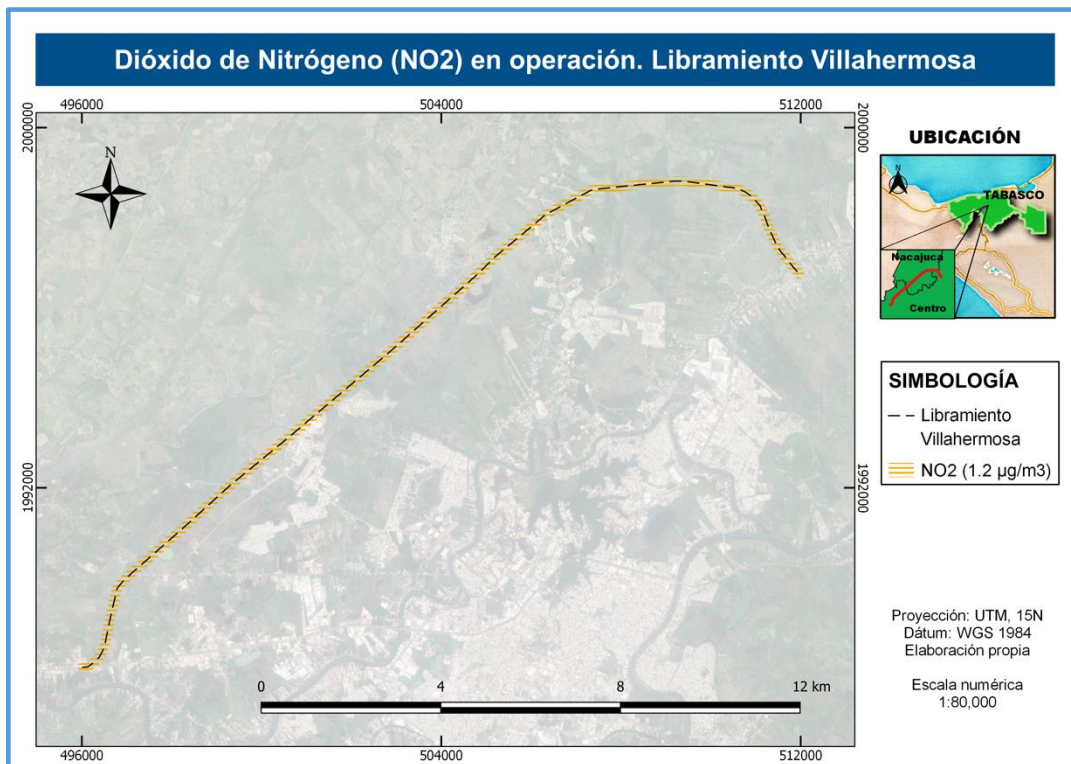 Dióxido de Nitrógeno (NO2) en operación. Libramiento Villahermosa
496000
504000
512000
2000000
2000000
N
UBICACIÓN
N
TABASCO
Nacajuca
Centro
SIMBOLOGÍA
Libramiento
Villahermosa
NO2 (1.2 µg/m3)
1992000
1992000
Proyección: UTM, 15N
Dátum: WGS 1984
Elaboración propia
Escala numérica
1:80,000
0
4
8
12 km
496000
504000
512000